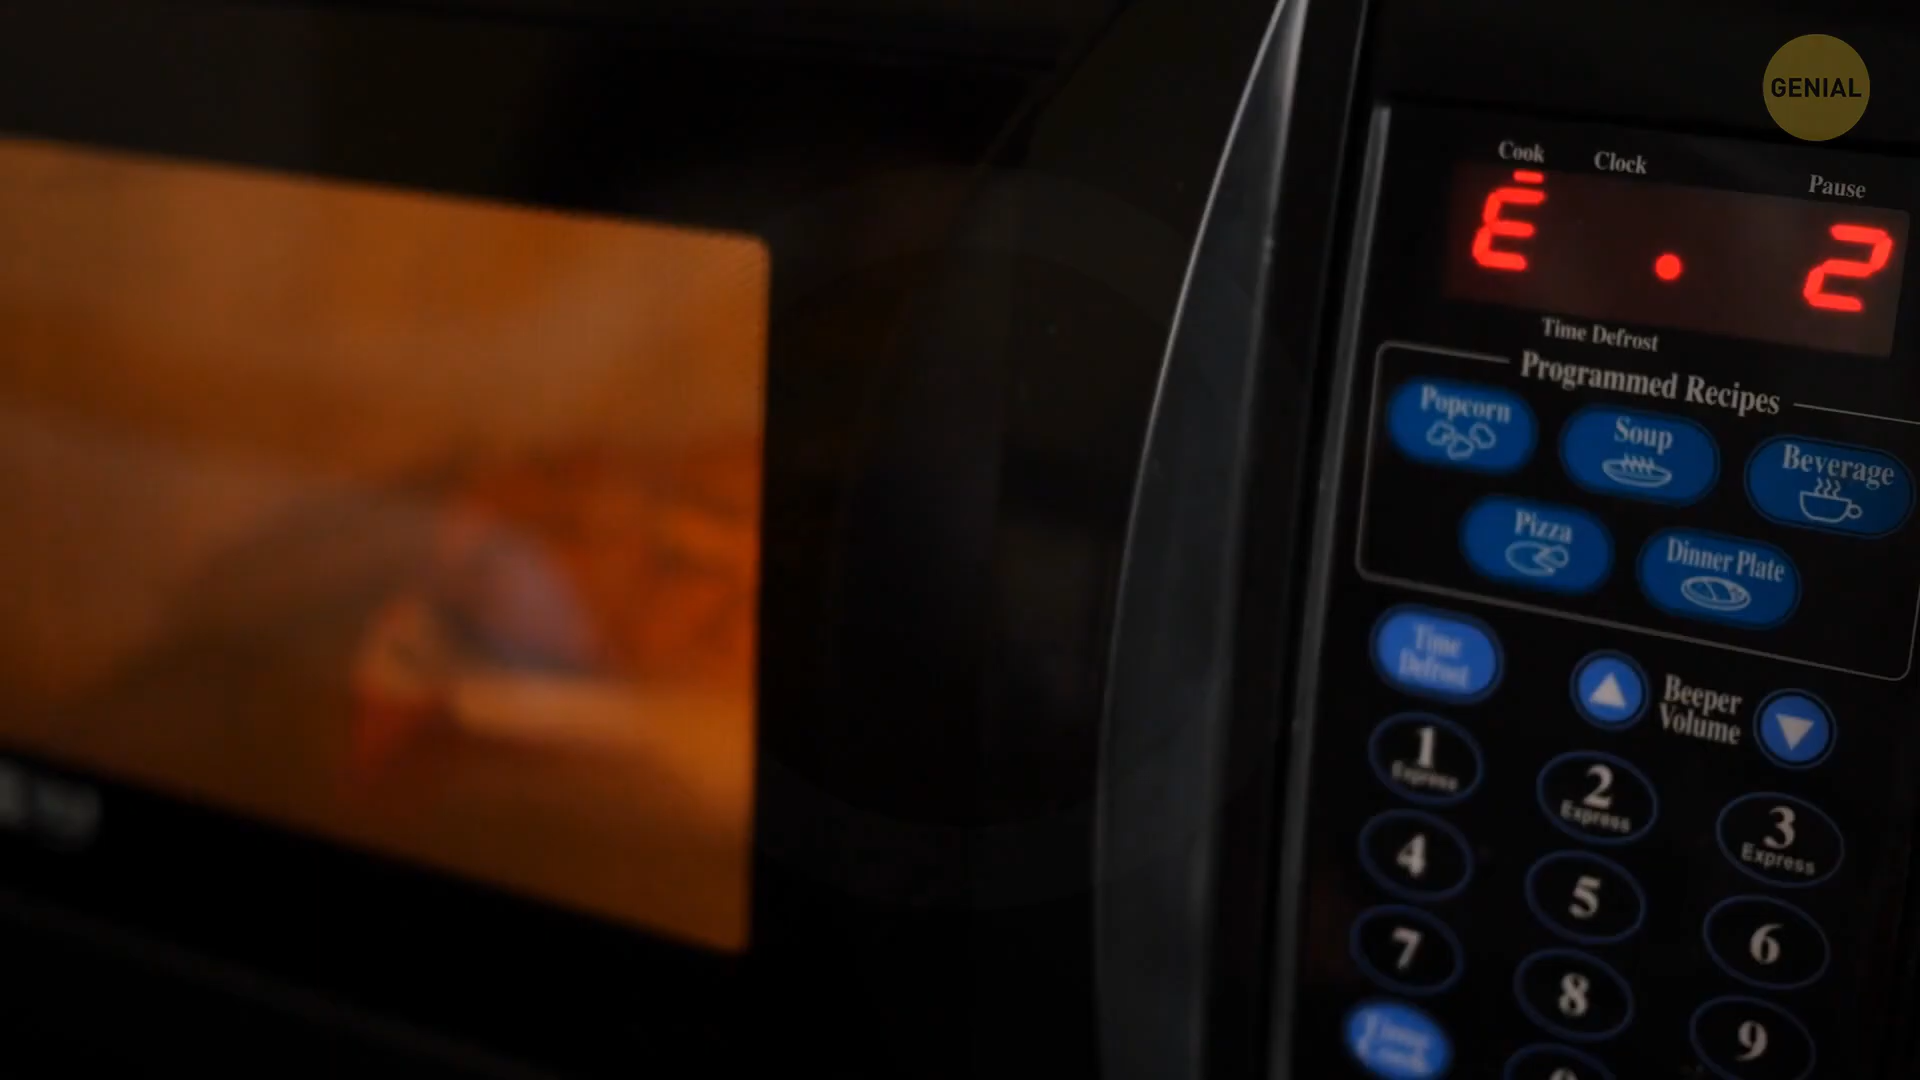 GENIAL
Cook Clock Pause
E . 2
Time Defrost
Programmed Recipes
Popcorn Soup Beverage
Pizza Dinner Plate
Time
Defrost
Beeper
Volume
1
Express
2
Express
3
Express
4 5 6
7 8 9